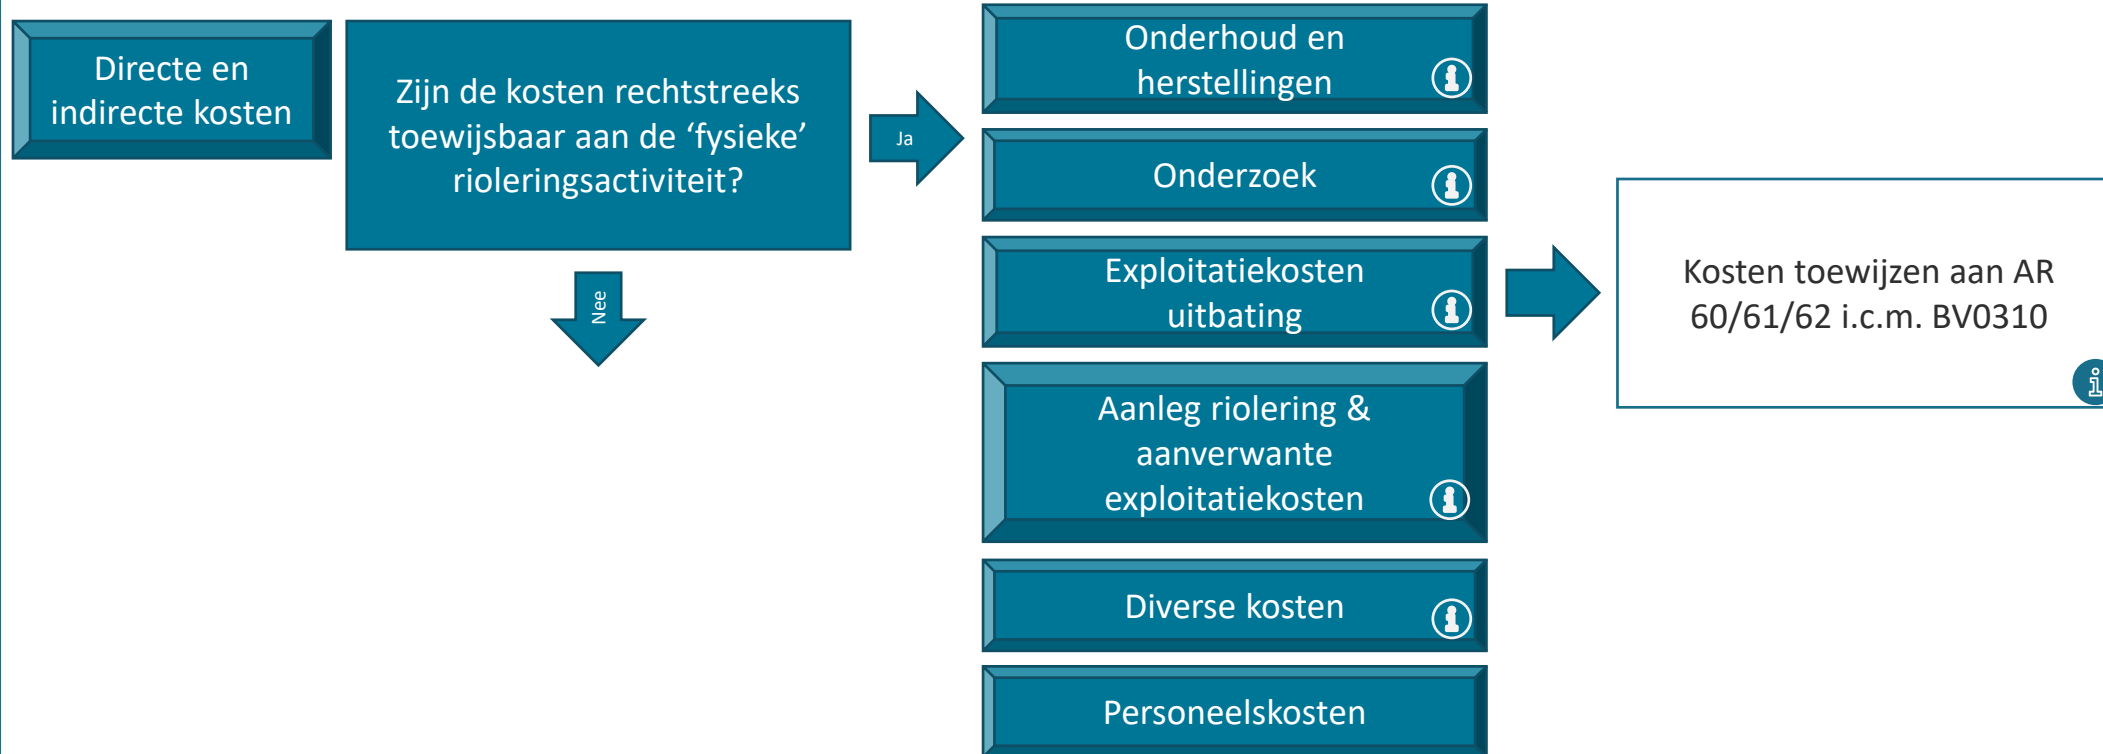 Directe en
indirecte kosten
Zijn de kosten rechtstreeks
toewijsbaar aan de ‘fysieke’
rioleringsactiviteit?
Ja
Nee
Onderhoud en
herstellingen
Onderzoek
Exploitatiekosten
uitbating
Aanleg riolering &
aanverwante
exploitatiekosten
Diverse kosten
Personeelskosten
Kosten toewijzen aan AR
60/61/62 i.c.m. BV0310